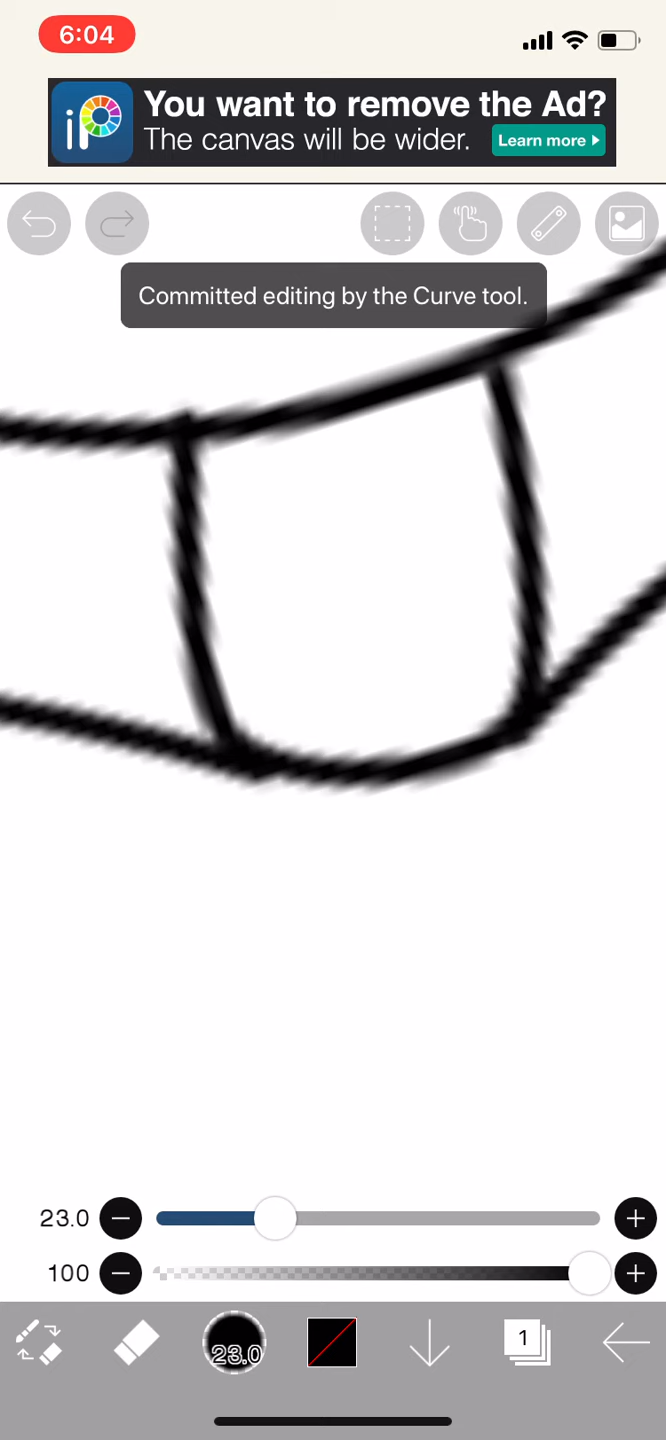 6:04
iP
You want to remove the Ad?
The canvas will be wider.
Learn more
Committed editing by the Curve tool.
23.0
100
23.0
1